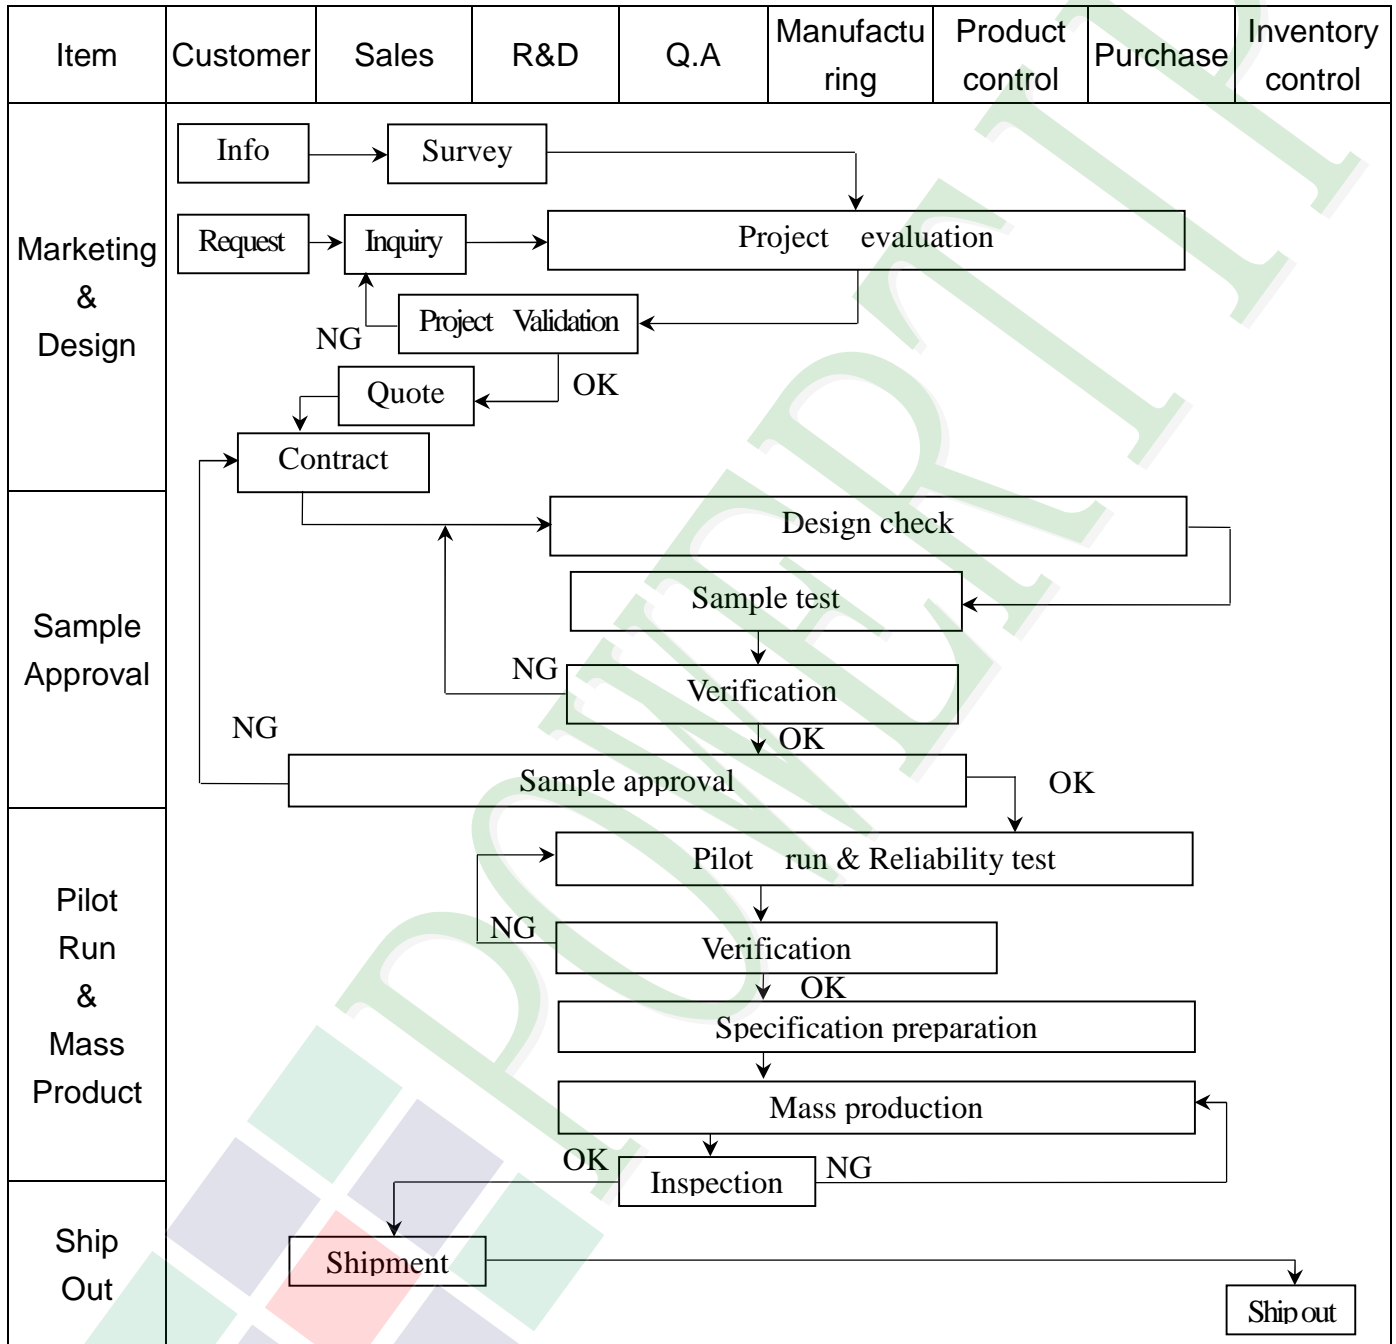 Item
Customer
Sales
R&D
Q.A
Manufactu
ring
Product
control
Purchase
Inventory
control
Marketing
&
Design
Info
Survey
Request
Inquiry
Project evaluation
NG
Project Validation
Quote
OK
Contract
Sample
Approval
Design check
Sample test
NG
Verification
NG
OK
Sample approval
OK
Pilot
Run
&
Mass
Product
Pilot run & Reliability test
NG
Verification
OK
Specification preparation
Mass production
OK
Inspection
NG
Ship
Out
Shipment
Ship out
POWERTIP